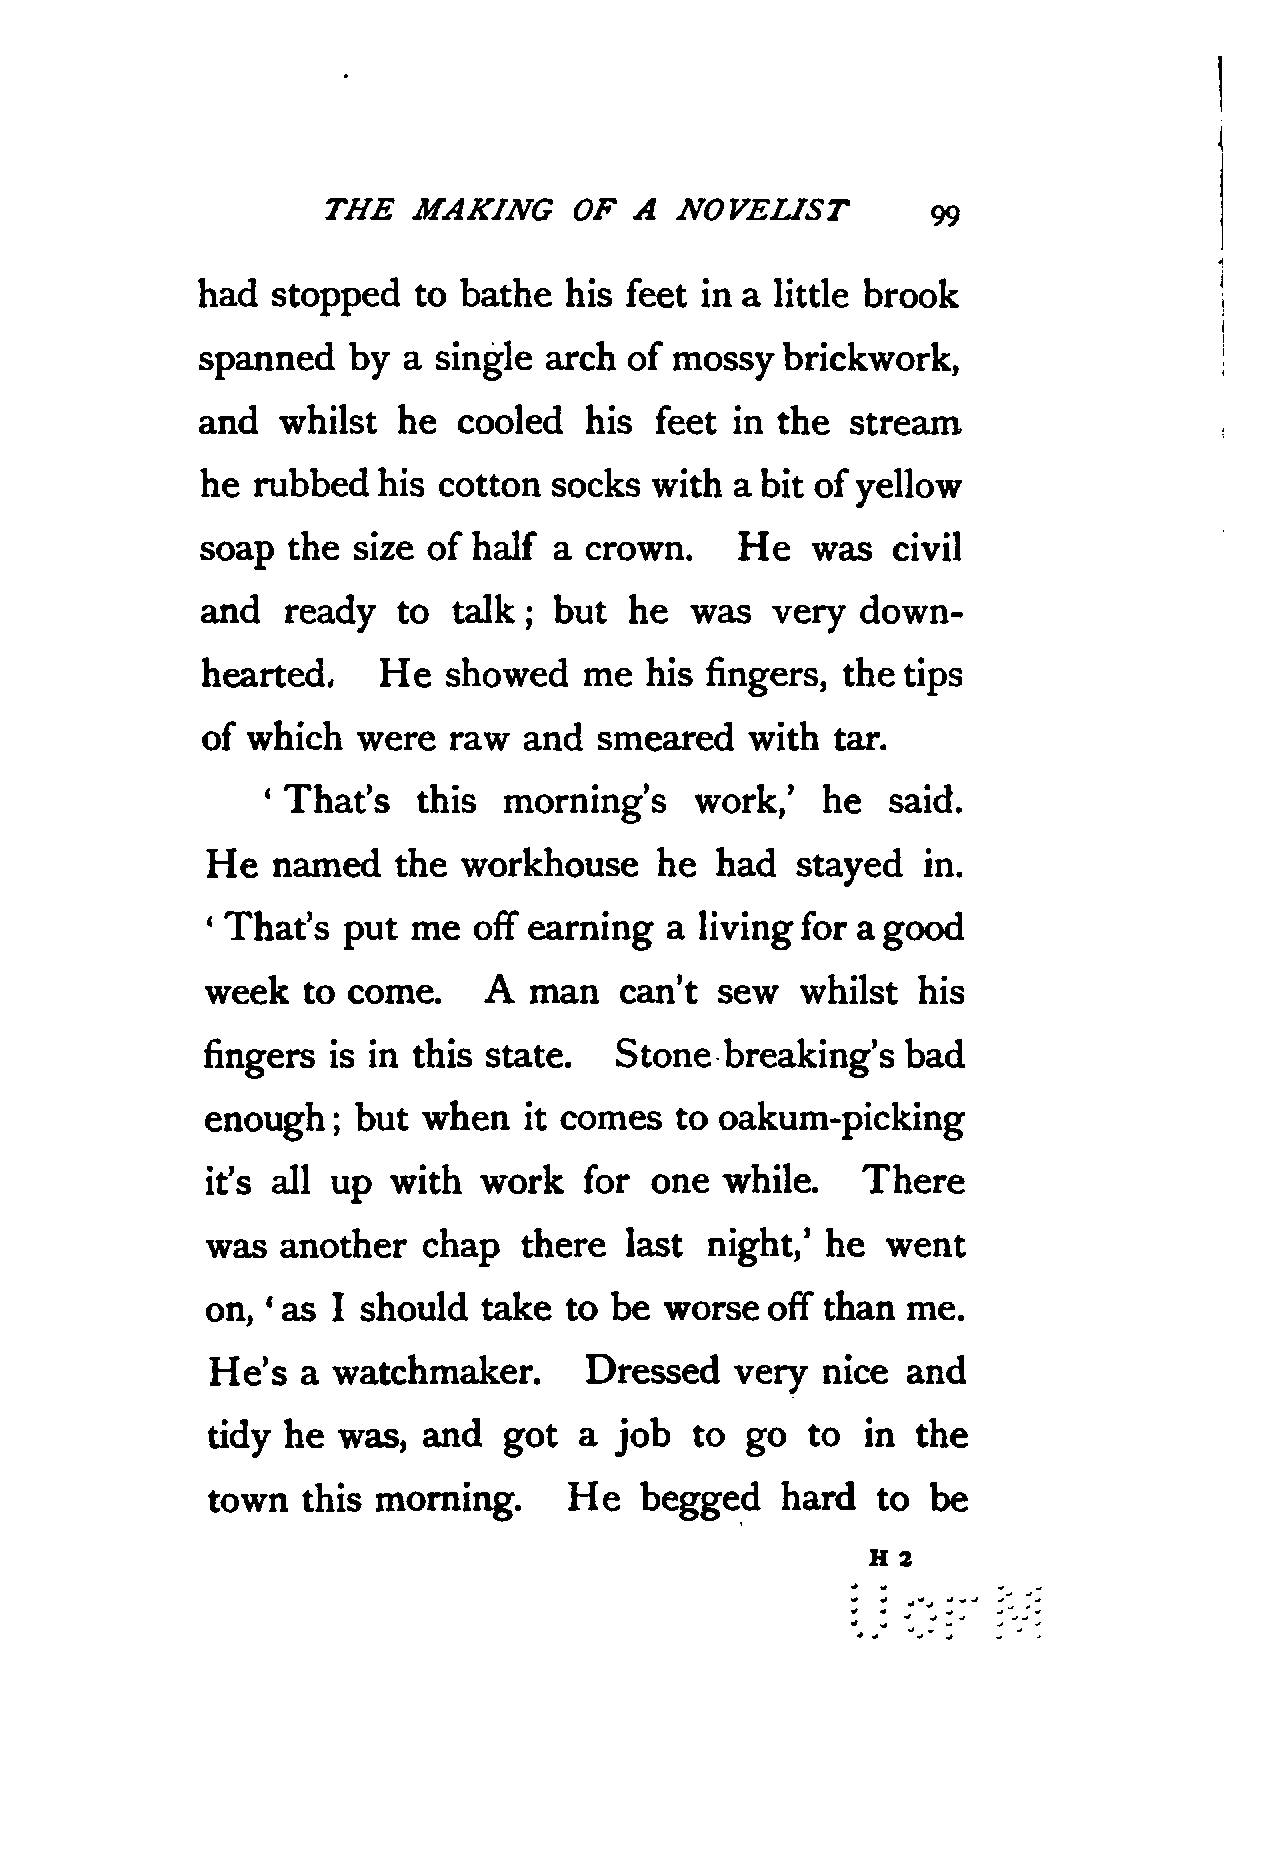 THE MAKING OF A NOVELIST 99
had stopped to bathe his feet in a little brook
spanned by a single arch of mossy brickwork,
and whilst he cooled his feet in the stream
he rubbed his cotton socks with a bit of yellow
soap the size of half a crown. He was civil
and ready to talk ; but he was very down-
hearted. He showed me his fingers, the tips
of which were raw and smeared with tar.
‘ That’s this morning’s work,’ he said.
He named the workhouse he had stayed in.
‘ That’s put me off earning a living for a good
week to come. A man can’t sew whilst his
fingers is in this state. Stone-breaking’s bad
enough ; but when it comes to oakum-picking
it’s all up with work for one while. There
was another chap there last night,’ he went
on, ‘ as I should take to be worse off than me.
He’s a watchmaker. Dressed very nice and
tidy he was, and got a job to go to in the
town this morning. He begged hard to be
H 2
U OF M